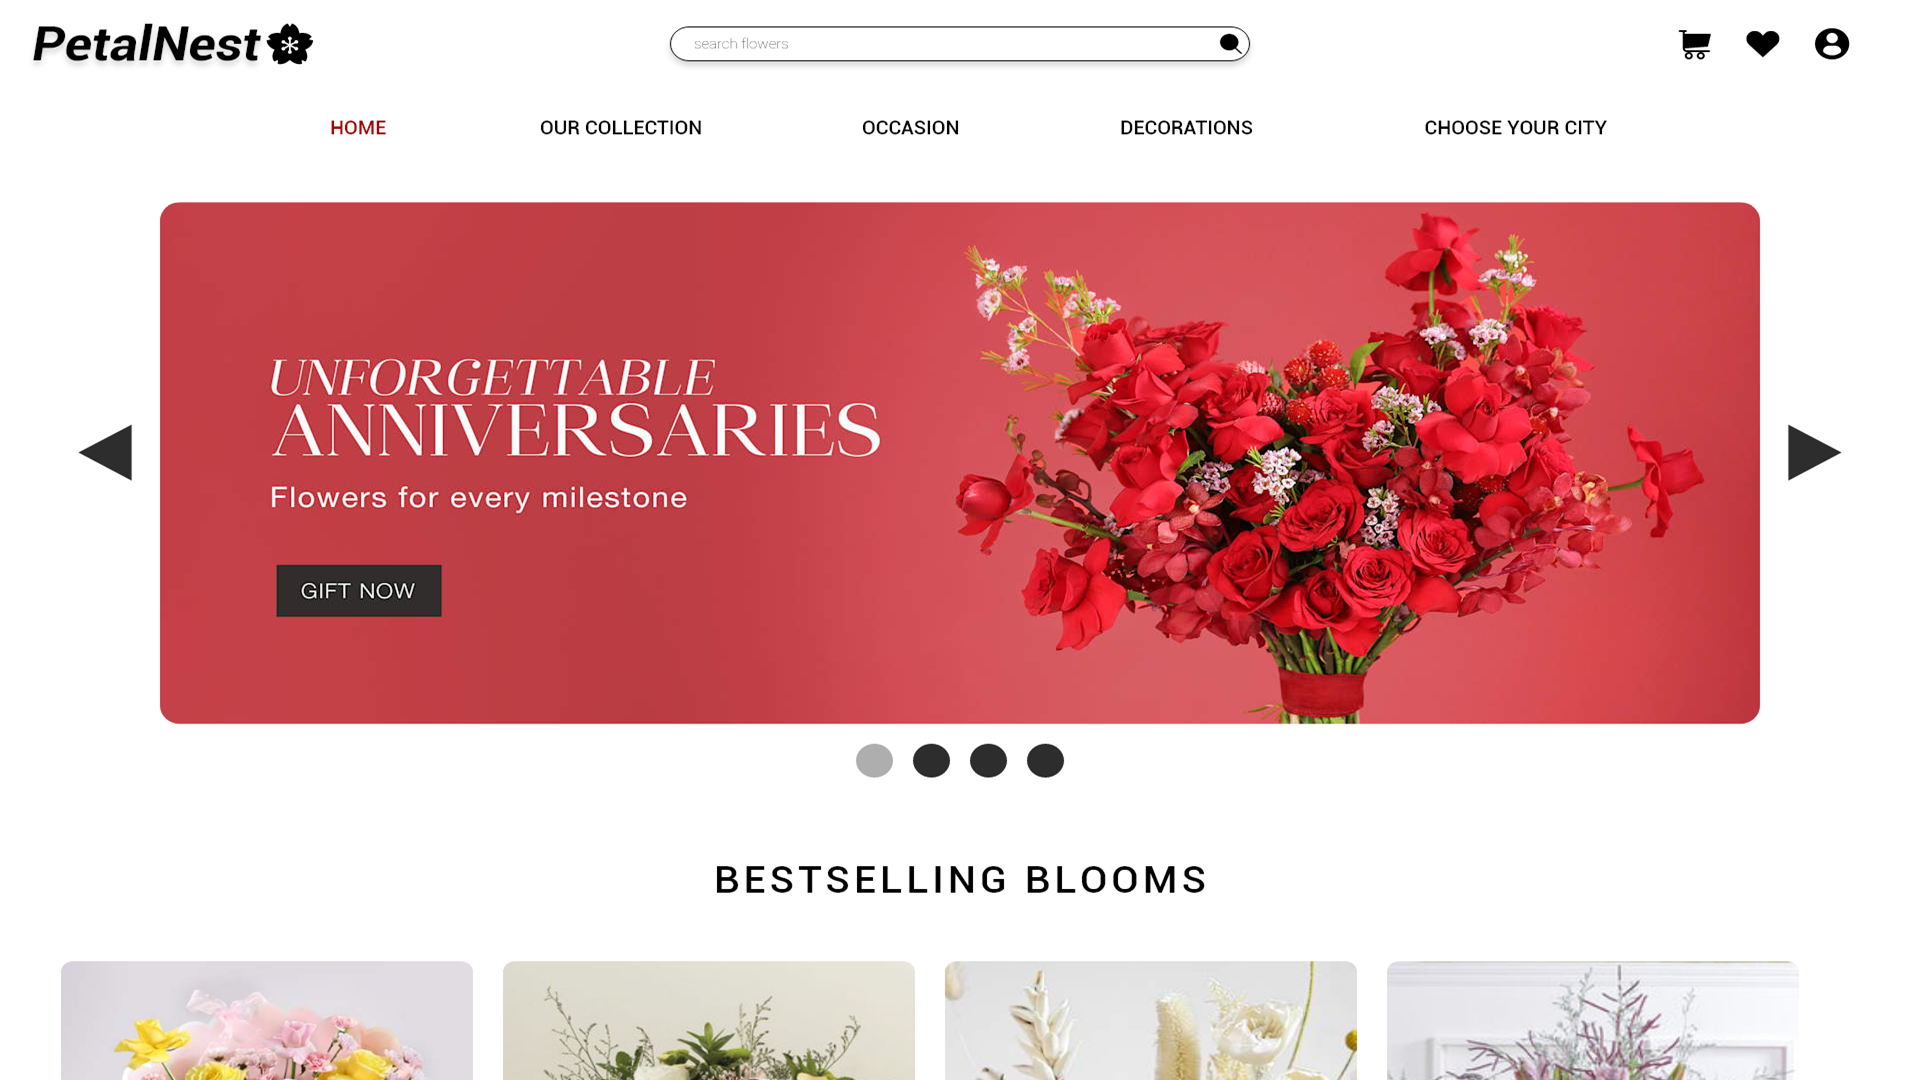 PetalNest
search flowers
HOME
OUR COLLECTION
OCCASION
DECORATIONS
CHOOSE YOUR CITY
UNFORGETTABLE
ANNIVERSARIES
Flowers for every milestone
GIFT NOW
BESTSELLING BLOOMS